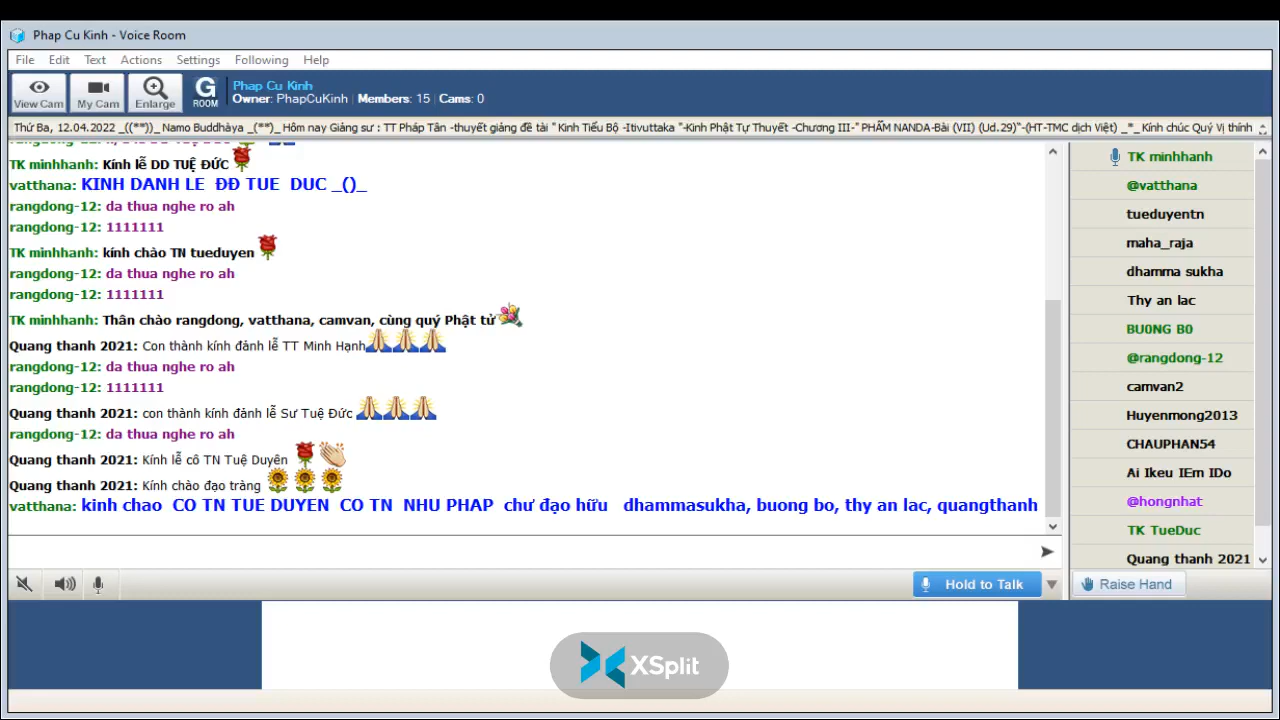 Phap Cu Kinh - Voice Room
File Edit Text Actions Settings Following Help
View Cam My Cam Enlarge G ROOM
Phap Cu Kinh
Owner: PhapCuKinh | Members: 15 | Cams: 0
Thứ Ba, 12.04.2022 _((**))_ Namo Buddhàya _(**)_ Hôm nay Giảng sư : TT Pháp Tân -thuyết giảng đề tài " Kinh Tiểu Bộ -Itivuttaka "-Kinh Phật Tự Thuyết -Chương III-" PHẨM NANDA-Bài (VII) (Ud.29)"-(HT-TMC dịch Việt) _*_ Kính chúc Quý Vị thính
TK minhhanh: Kính lễ DD TUỆ ĐỨC
vatthana: KINH DANH LE ĐĐ TUE DUC _()_
rangdong-12: da thua nghe ro ah
rangdong-12: 1111111
TK minhhanh: kính chào TN tueduyen
rangdong-12: da thua nghe ro ah
rangdong-12: 1111111
TK minhhanh: Thân chào rangdong, vatthana, camvan, cùng quý Phật tử
Quang thanh 2021: Con thành kính đảnh lễ TT Minh Hạnh
rangdong-12: da thua nghe ro ah
rangdong-12: 1111111
Quang thanh 2021: con thành kính đảnh lễ Sư Tuệ Đức
rangdong-12: da thua nghe ro ah
Quang thanh 2021: Kính lễ cô TN Tuệ Duyên
Quang thanh 2021: Kính chào đạo tràng
vatthana: kinh chao CO TN TUE DUYEN CO TN NHU PHAP chư đạo hữu dhammasukha, buong bo, thy an lac, quangthanh
TK minhhanh
@vatthana
tueduyentn
maha_raja
dhamma sukha
Thy an lac
BU0NG B0
@rangdong-12
camvan2
Huyenmong2013
CHAUPHAN54
Ai Ikeu IErn IDo
@hongnhat
TK TueDuc
Quang thanh 2021
Hold to Talk
Raise Hand
XSplit